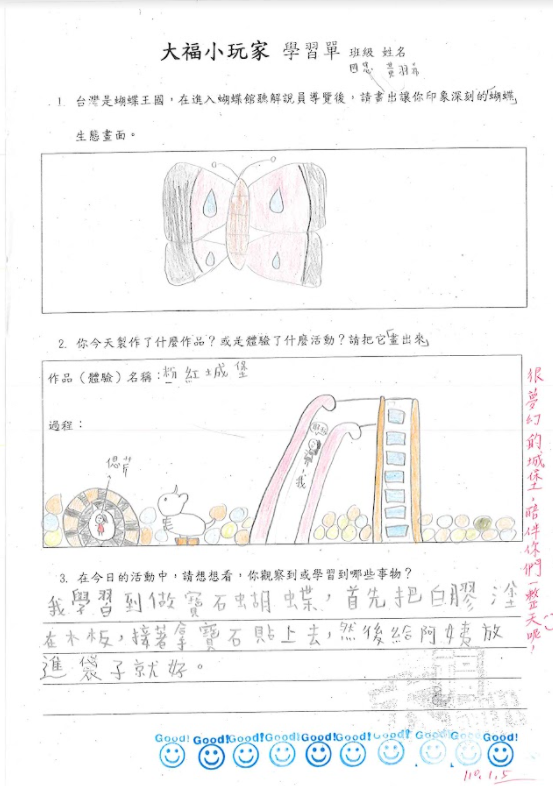 大福小玩家 學習單 班級 姓名
1. 台灣是蝴蝶王國，在進入蝴蝶館聽解說員導覽後，請畫出讓你印象深刻的「蝴蝶」
生態畫面。
2. 你今天製作了什麼作品？或是體驗了什麼活動？請把它「畫出來」
作品（體驗）名稱：粉紅城堡
過程：
我
很夢幻的城堡，陪伴你們一整天呢！
3. 在今日的活動中，請想想看，你觀察到或學習到哪些事物？
我學習到做寶石蝴蝶，首先把白膠塗
在木板，接著拿寶石貼上去，然後給阿姨放
進袋子就好。
Good! Good! Good! Good! Good! Good! Good! Good! Good! Good!
110.1.5